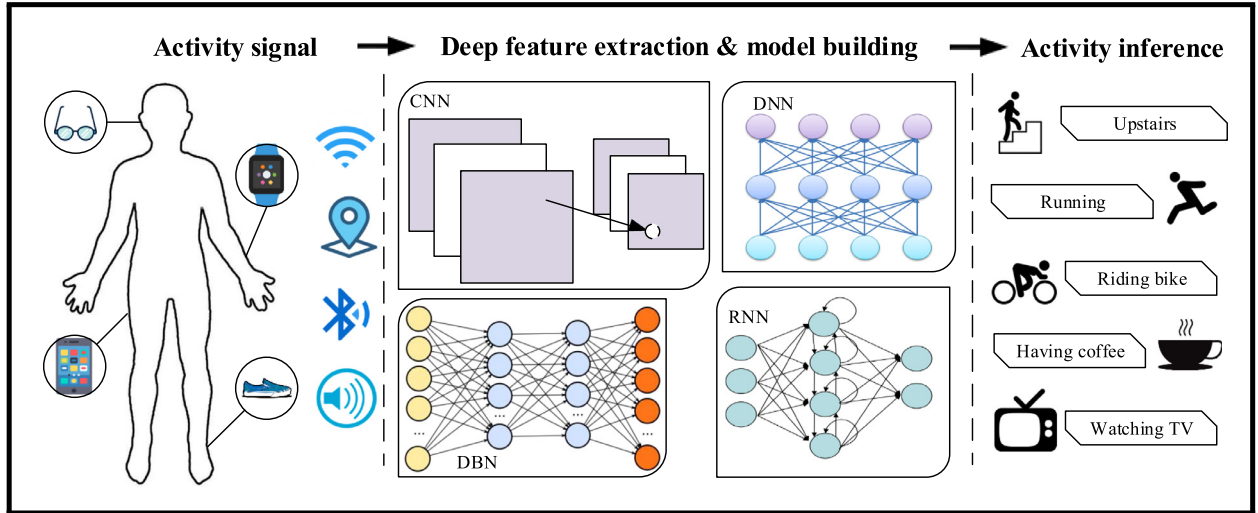 Activity signal
Deep feature extraction & model building
Activity inference
CNN
DNN
DBN
...
...
...
...
RNN
Upstairs
Running
Riding bike
Having coffee
Watching TV